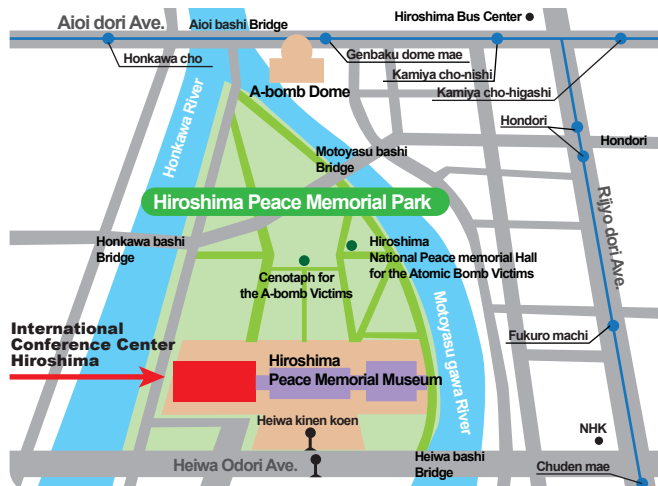 Aioi dori Ave.
Aioi bashi Bridge
Hiroshima Bus Center
Honkawa cho
Genbaku dome mae
Kamiya cho-nishi
Kamiya cho-higashi
A-bomb Dome
Hondori
Hondori
Honkawa River
Motoyasu bashi
Bridge
Hiroshima Peace Memorial Park
Rijyo dori Ave.
Honkawa bashi
Bridge
Hiroshima
National Peace memorial Hall
for the Atomic Bomb Victims
Cenotaph for
the A-bomb Victims
Motoyasu gawa River
International
Conference Center
Hiroshima
Fukuro machi
Hiroshima
Peace Memorial Museum
Heiwa kinen koen
NHK
Heiwa Odori Ave.
Heiwa bashi
Bridge
Chuden mae